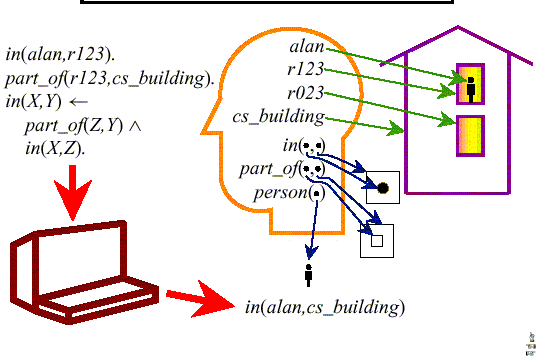 in(alan,r123).
part_of(r123,cs_building).
in(X,Y) ←
part_of(Z,Y) ∧
in(X,Z).
alan
r123
r023
cs_building
in(•,•)
part_of(•,•)
person(•)
in(alan,cs_building)